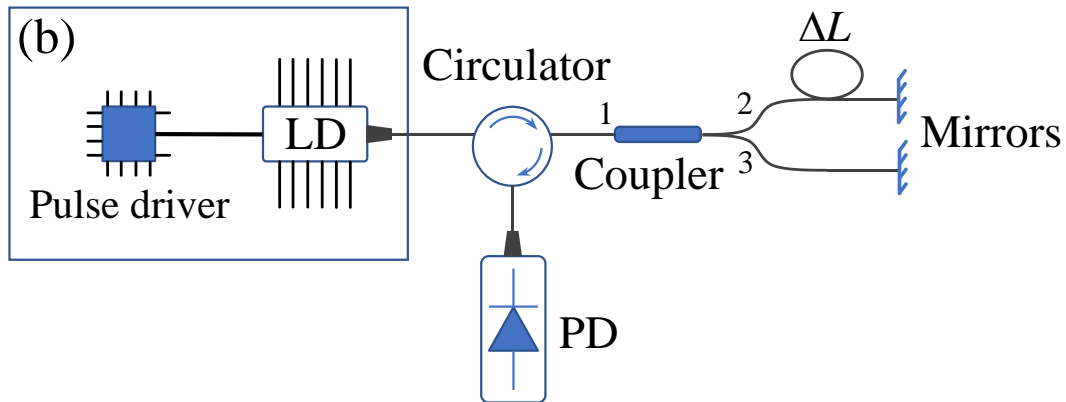 (b)
ΔL
Circulator
1
2
LD
Mirrors
3
Coupler
Pulse driver
PD